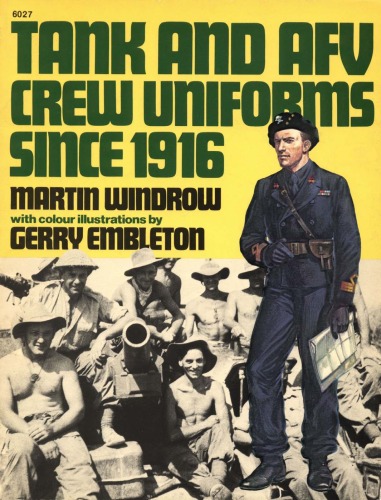 6027
TANK AND AFV
CREW UNIFORMS
SINCE 1916
MARTIN WINDROW
with colour illustrations by
GERRY EMBLETON